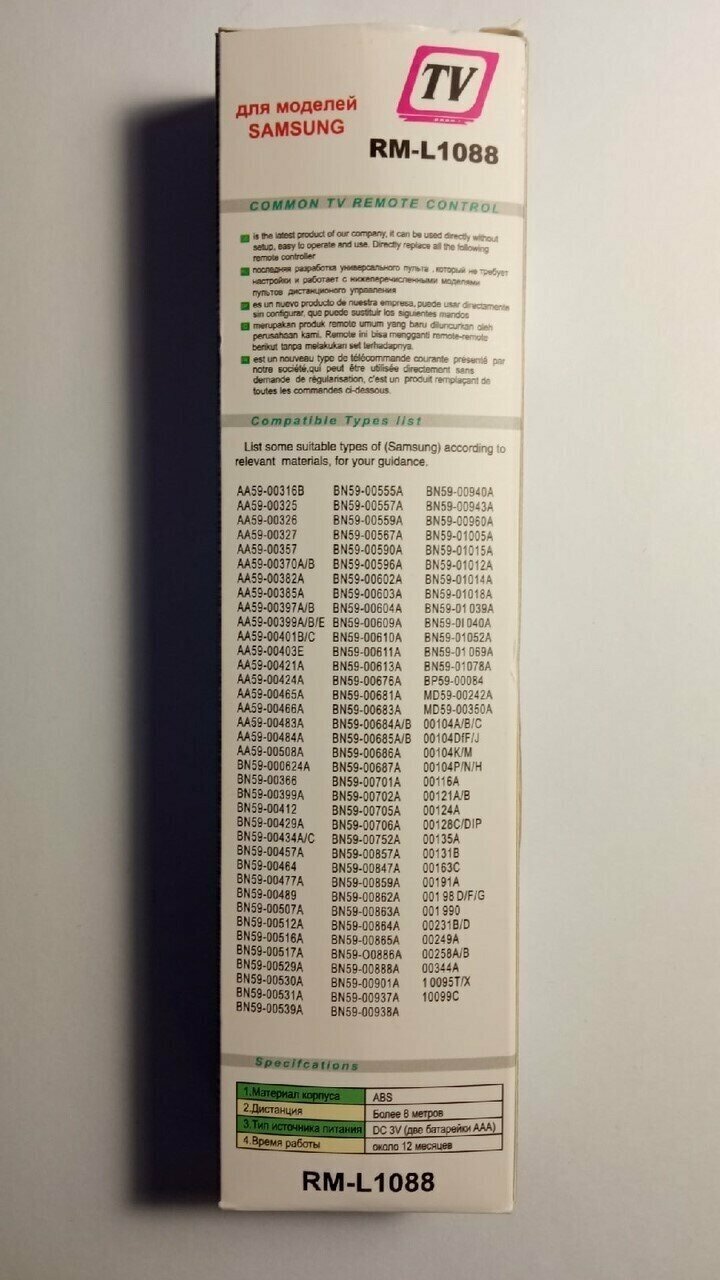 для моделей
SAMSUNG
TV
RM-L1088
COMMON TV REMOTE CONTROL
is the latest product of our company, it can be used directly without
setup, easy to operate and use. Directly replace all the following
remote controller
последняя разработка универсального пульта , который не требует
настройки и работает с нижеперечисленными моделями
пультов дистанционого управления
es un nuevo producto de nuestra empresa, puede usar directamente
sin configurar, que puede sustituir los siguientes mandos
merupakan produk remote umum yang baru diluncurkan oleh
perusahaan kami. Remote ini bisa mengganti remote-remote
berikut tanpa melakukan set terhadapnya.
est un nouveau type de télécommande courante présenté par
notre société,qui peut être utilisée directement sans
demande de régularisation, c'est un produit remplaçant de
toutes les commandes ci-dessous.
Compatible Types list
List some suitable types of (Samsung) according to
relevant materials, for your guidance.
AA59-00316B BN59-00555A BN59-00940A
AA59-00325 BN59-00557A BN59-00943A
AA59-00326 BN59-00559A BN59-00960A
AA59-00327 BN59-00567A BN59-01005A
AA59-00357 BN59-00590A BN59-01015A
AA59-00370A/B BN59-00596A BN59-01012A
AA59-00382A BN59-00602A BN59-01014A
AA59-00385A BN59-00603A BN59-01018A
AA59-00397A/B BN59-00604A BN59-01 039A
AA59-00399A/B/E BN59-00609A BN59-0I 040A
AA59-00401B/C BN59-00610A BN59-01052A
AA59-00403E BN59-00611A BN59-01 069A
AA59-00421A BN59-00613A BN59-01078A
AA59-00424A BN59-00676A BP59-00084
AA59-00465A BN59-00681A MD59-00242A
AA59-00466A BN59-00683A MD59-00350A
AA59-00483A BN59-00684A/B 00104A/B/C
AA59-00484A BN59-00685A/B 00104DfF/J
AA59-00508A BN59-00686A 00104K/M
BN59-000624A BN59-00687A 00104P/N/H
BN59-00366 BN59-00701A 00116A
BN59-00399A BN59-00702A 00121A/B
BN59-00412 BN59-00705A 00124A
BN59-00429A BN59-00706A 00128C/DIP
BN59-00434A/C BN59-00752A 00135A
BN59-00457A BN59-00857A 00131B
BN59-00464 BN59-00847A 00163C
BN59-00477A BN59-00859A 00191A
BN59-00489 BN59-00862A 001 98 D/F/G
BN59-00507A BN59-00863A 001 990
BN59-00512A BN59-00864A 00231B/D
BN59-00516A BN59-00865A 00249A
BN59-00517A BN59-O0886A 00258A/B
BN59-00529A BN59-00888A 00344A
BN59-00530A BN59-00901A 1 0095T/X
BN59-00531A BN59-00937A 10099C
BN59-00539A BN59-00938A
Specifcations
1.Материал корпуса ABS
2.Дистанция Более 8 метров
3.Тип источника питания DC 3V (две батарейки AAA)
4.Время работы около 12 месяцев
RM-L1088